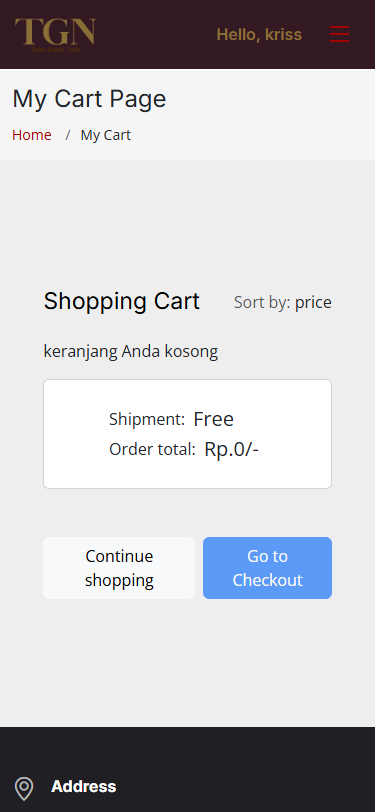 TGN
Hello, kriss
My Cart Page
Home / My Cart
Shopping Cart
Sort by: price
keranjang Anda kosong
Shipment: Free
Order total: Rp.0/-
Continue
shopping
Go to
Checkout
Address